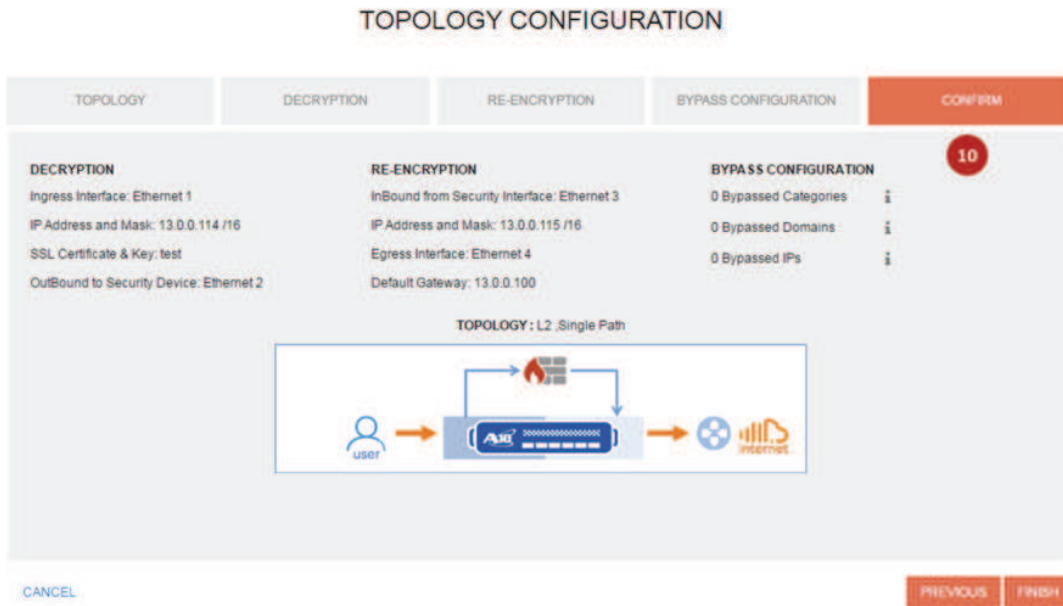 TOPOLOGY CONFIGURATION
TOPOLOGY
DECRYPTION
RE-ENCRYPTION
BYPASS CONFIGURATION
CONFIRM
10
DECRYPTION
Ingress Interface: Ethernet 1
IP Address and Mask: 13.0.0.114 /16
SSL Certificate & Key: test
OutBound to Security Device: Ethernet 2
RE-ENCRYPTION
InBound from Security Interface: Ethernet 3
IP Address and Mask: 13.0.0.115 /16
Egress Interface: Ethernet 4
Default Gateway: 13.0.0.100
BYPASS CONFIGURATION
0 Bypassed Categories i
0 Bypassed Domains i
0 Bypassed IPs i
TOPOLOGY : L2 ,Single Path
user
A10
internet
CANCEL
PREVIOUS
FINISH